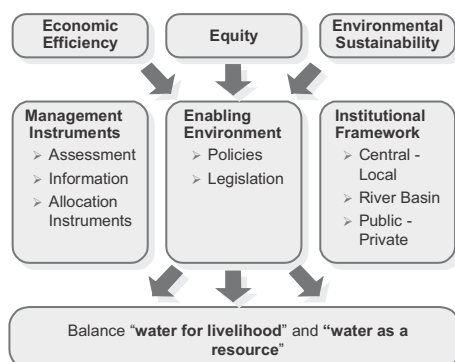 Economic
Efficiency
Equity
Environmental
Sustainability
Management
Instruments
➢ Assessment
➢ Information
➢ Allocation
Instruments
Enabling
Environment
➢ Policies
➢ Legislation
Institutional
Framework
➢ Central -
Local
➢ River Basin
➢ Public -
Private
Balance "water for livelihood" and "water as a
resource"